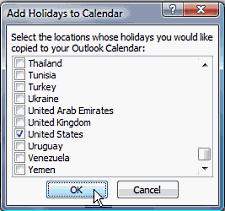 Add Holidays to Calendar
Select the locations whose holidays you would like
copied to your Outlook Calendar:
Thailand
Tunisia
Turkey
Ukraine
United Arab Emirates
United Kingdom
United States
Uruguay
Venezuela
Yemen
OK
Cancel